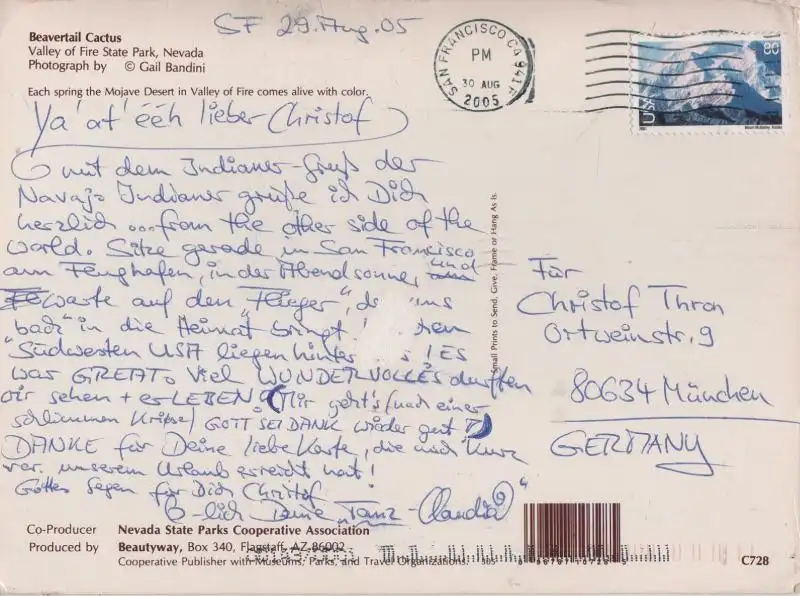 SF 29. Aug. 05
Beavertail Cactus
Valley of Fire State Park, Nevada
Photograph by © Gail Bandini
Each spring the Mojave Desert in Valley of Fire comes alive with color.
SAN FRANCISCO CA 941
PM
30 AUG
2005
USA
80
Ya' at' ééh lieber Christof
mit dem Indianer-Gruß der
Navajo Indianer grüße ich Dich
herzlich ... from the other side of the
world. Sitze gerade in San Francisco
am Flughafen, in der Abendsonne, und
warte auf den "Flieger",
back" in die Heimat bringt!
"Südwesten USA liegen hinter ! ES
war GREAT! Viel WUNDERVOLLES durften
wir sehen + erLEBEN! Mir geht's (nach einer
schlimmen Krise) GOTT SEI DANK wieder gut
DANKE für Deine liebe Karte, die noch kurz
vor unserem Urlaub erreicht hat!
Gottes Segen für Dich Christof
Deine "Tanz-Claudia"
Small Prints to Send, Give, Frame or Hang As Is.
Für
Christof Thron
Ortweinstr. 9
80634 München
GERMANY
Co-Producer Nevada State Parks Cooperative Association
Produced by Beautyway, Box 340, Flagstaff, AZ 86002
Cooperative Publisher with Museums, Parks, and Travel Organizations.
C728